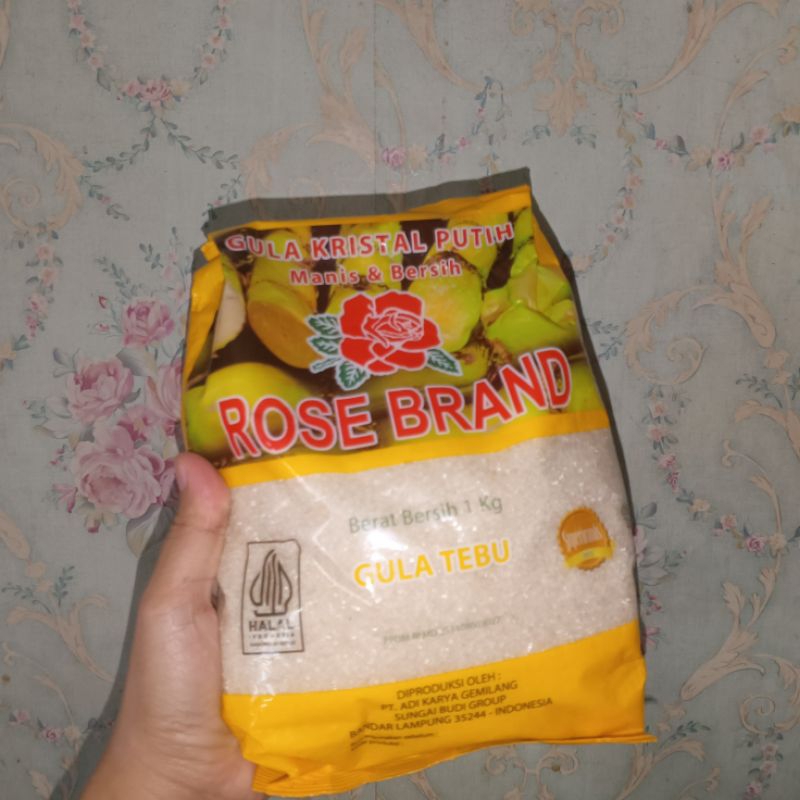 GULA KRISTAL PUTIH
Manis & Bersih
ROSE BRAND
Berat Bersih 1 Kg
GULA TEBU
HALAL
INDONESIA
DIPRODUKSI OLEH :
PT. ADI KARYA GEMILANG
SUNGAI BUDI GROUP
BANDAR LAMPUNG 35244 - INDONESIA